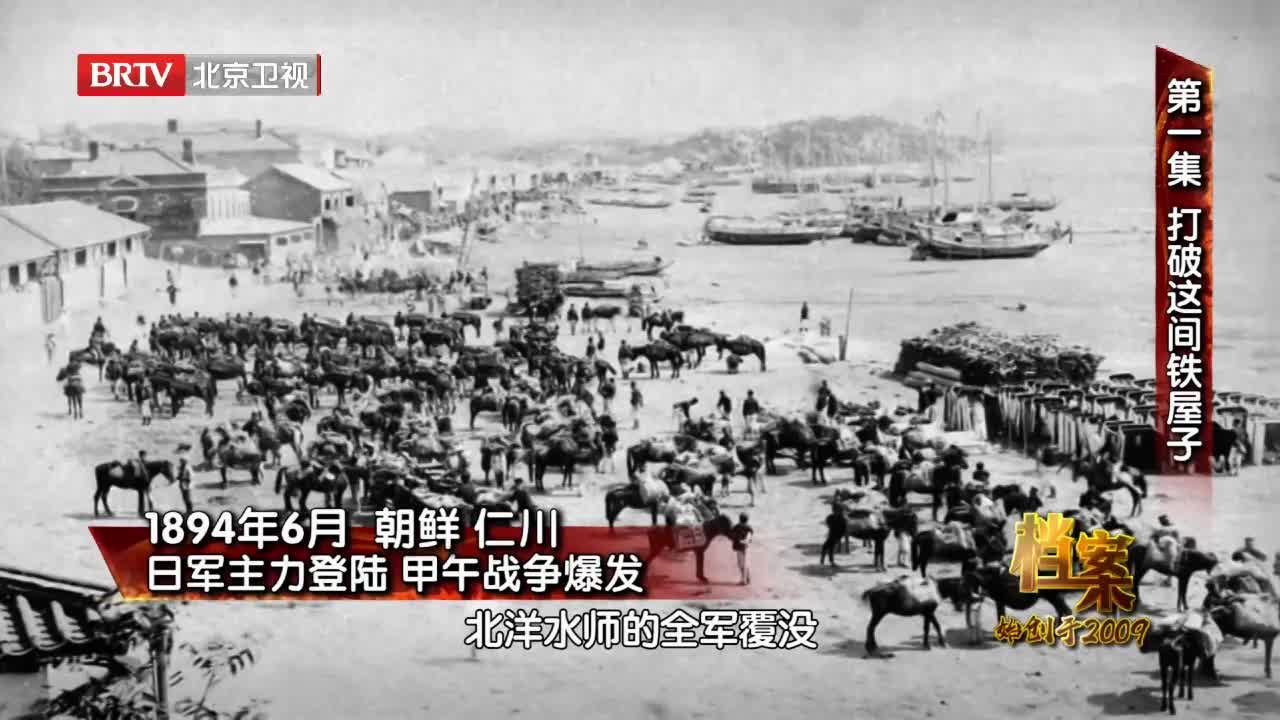 BRTV 北京卫视
第一集 打破这间铁屋子
1894年6月 朝鲜 仁川
日军主力登陆 甲午战争爆发
北洋水师的全军覆没
档案
始创于2009